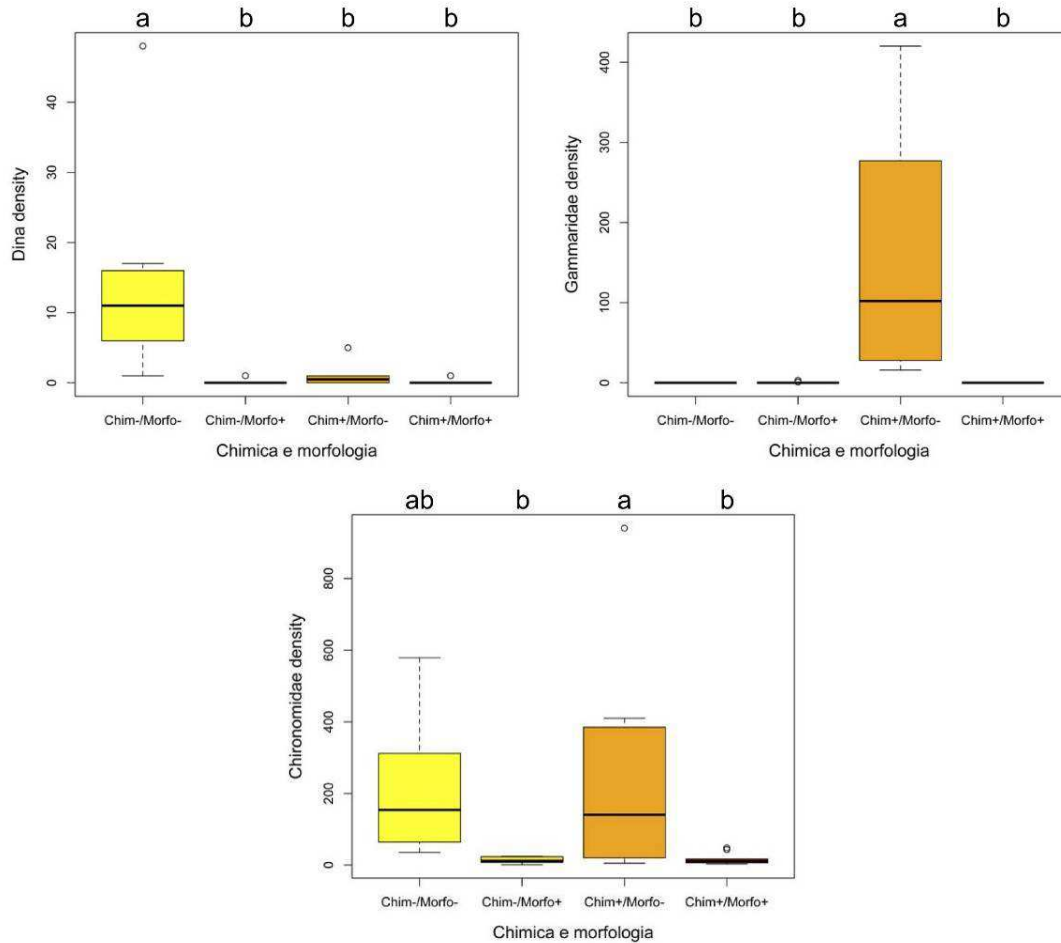 a b b b
Dina density
40
30
20
10
0
Chim-/Morfo- Chim-/Morfo+ Chim+/Morfo- Chim+/Morfo+
Chimica e morfologia
b b a b
Gammaridae density
400
300
200
100
0
Chim-/Morfo- Chim-/Morfo+ Chim+/Morfo- Chim+/Morfo+
Chimica e morfologia
ab b a b
Chironomidae density
800
600
400
200
0
Chim-/Morfo- Chim-/Morfo+ Chim+/Morfo- Chim+/Morfo+
Chimica e morfologia